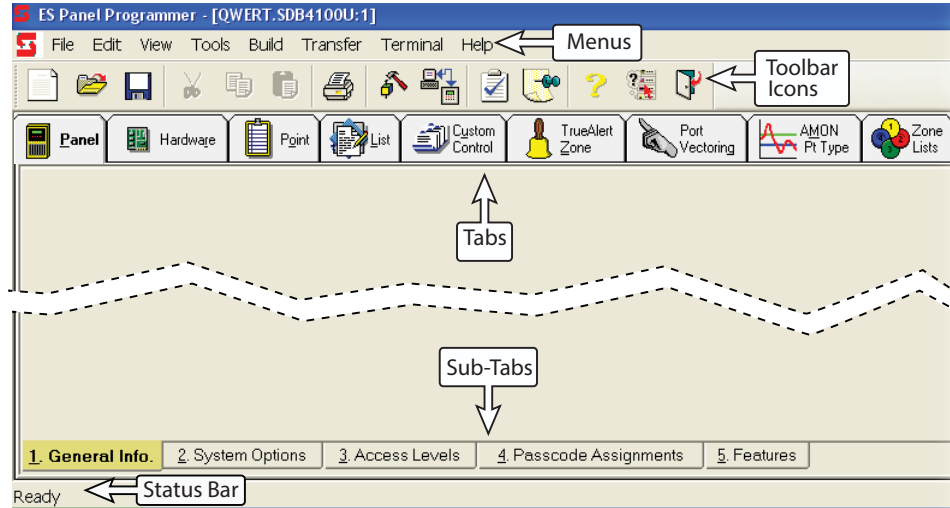 ES Panel Programmer - [QWERT.SDB4100U:1]
File Edit View Tools Build Transfer Terminal Help
Menus
Toolbar
Icons
Panel Hardware Point List Custom Control TrueAlert Zone Port Vectoring AMON Pt Type Zone Lists
Tabs
Sub-Tabs
1. General Info. 2. System Options 3. Access Levels 4. Passcode Assignments 5. Features
Ready
Status Bar